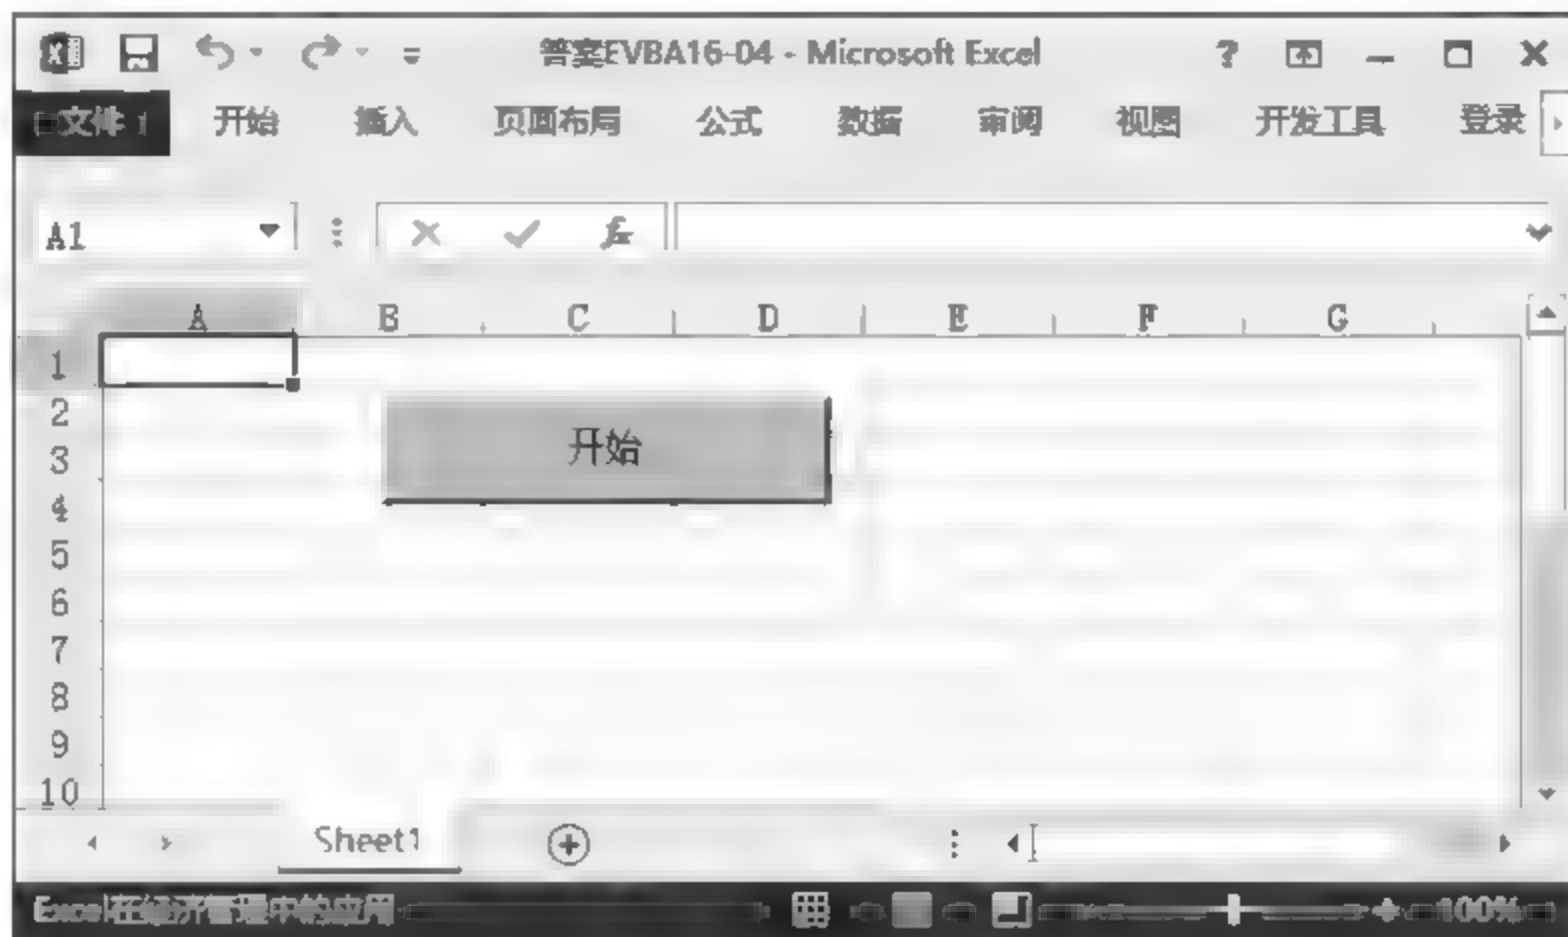 答案EVBA16-04 - Microsoft Excel
文件 开始 插入 页面布局 公式 数据 审阅 视图 开发工具 登录
A1 fx
A B C D E F G
1
2
开始
3
4
5
6
7
8
9
10
Sheet1
Excel在经济管理中的应用 100%